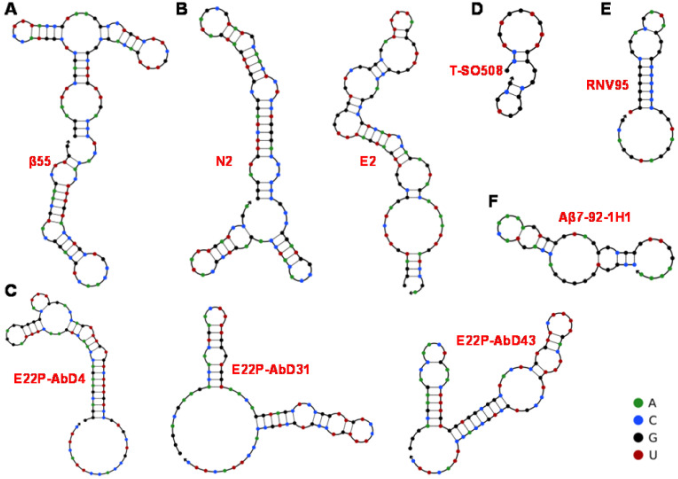 A
B
D
E
T-SO508
RNV95
β55
N2
E2
F
Aβ7-92-1H1
C
E22P-AbD4
E22P-AbD31
E22P-AbD43
A
C
G
U